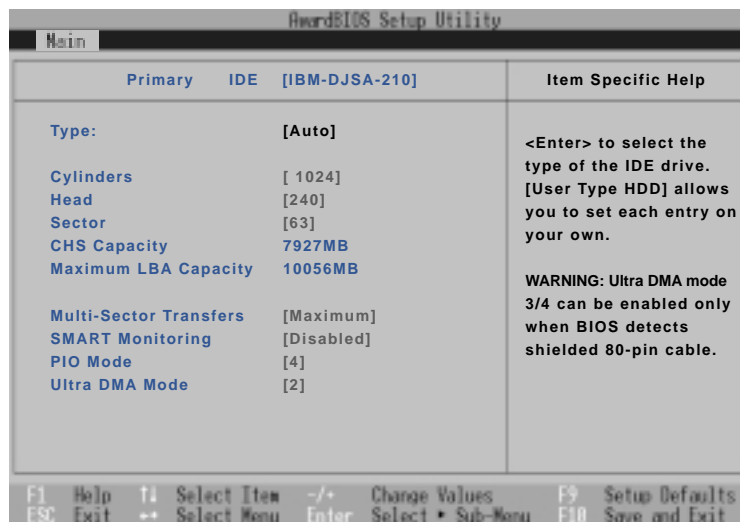 AwardBIOS Setup Utility
Main
Primary IDE [IBM-DJSA-210]
Item Specific Help
Type: [Auto]
Cylinders [ 1024]
Head [240]
Sector [63]
CHS Capacity 7927MB
Maximum LBA Capacity 10056MB
Multi-Sector Transfers [Maximum]
SMART Monitoring [Disabled]
PIO Mode [4]
Ultra DMA Mode [2]
<Enter> to select the
type of the IDE drive.
[User Type HDD] allows
you to set each entry on
your own.
WARNING: Ultra DMA mode
3/4 can be enabled only
when BIOS detects
shielded 80-pin cable.
F1 Help ↑↓ Select Item -/+ Change Values F9 Setup Defaults
ESC Exit ↔ Select Menu Enter Select ▸ Sub-Menu F10 Save and Exit